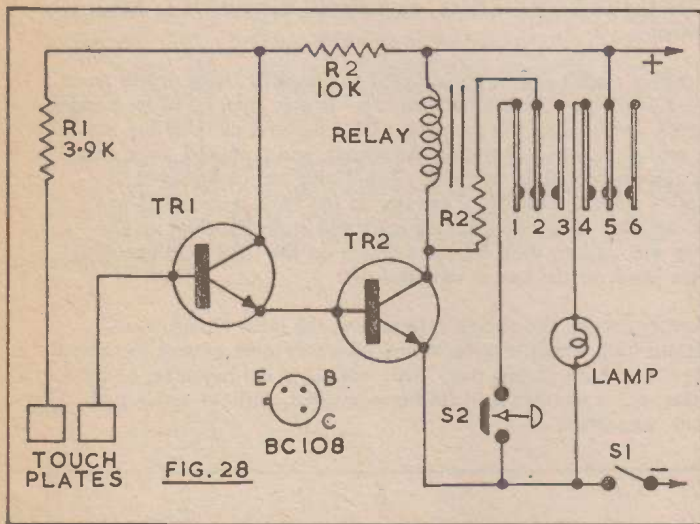 R2
10K
R1
3·9K
RELAY
R2
+
TR1
TR2
1 2 3 4 5 6
LAMP
S2
S1
-
E B
C
BC108
TOUCH
PLATES
FIG. 28